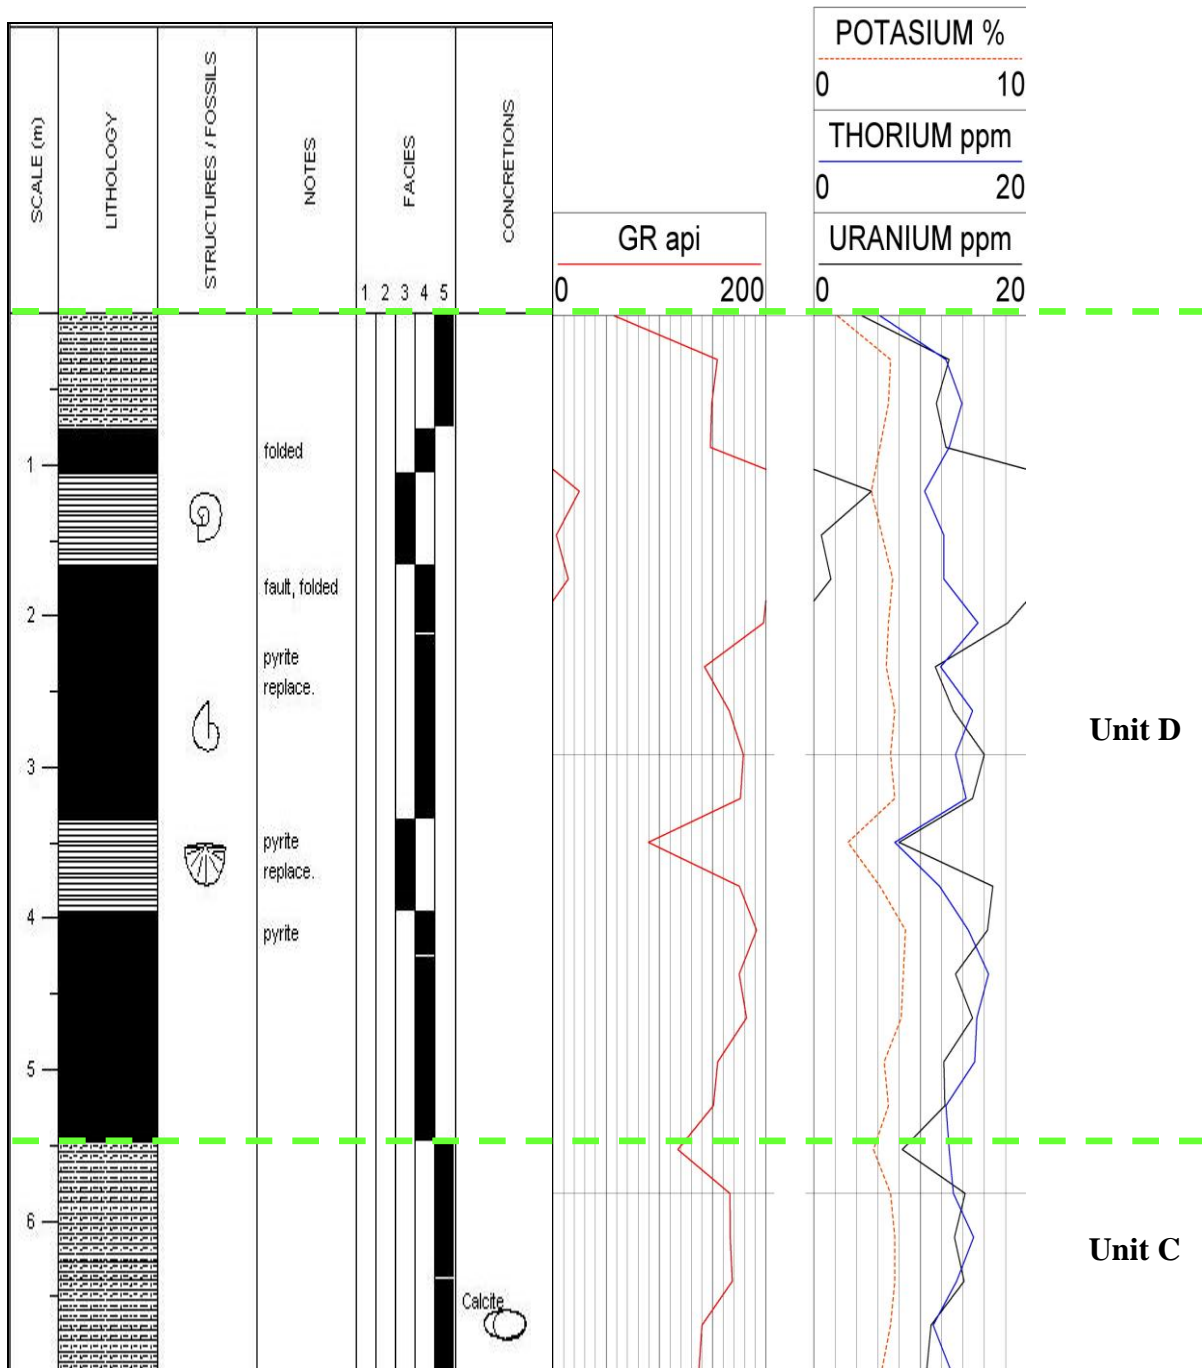 SCALE (m)
LITHOLOGY
STRUCTURES / FOSSILS
NOTES
FACIES
CONCRETIONS
1 2 3 4 5
GR api
0 200
POTASIUM %
0 10
THORIUM ppm
0 20
URANIUM ppm
0 20
folded
1
fault, folded
2
pyrite
replace.
Unit D
3
pyrite
replace.
4
pyrite
5
6
Unit C
Calcite